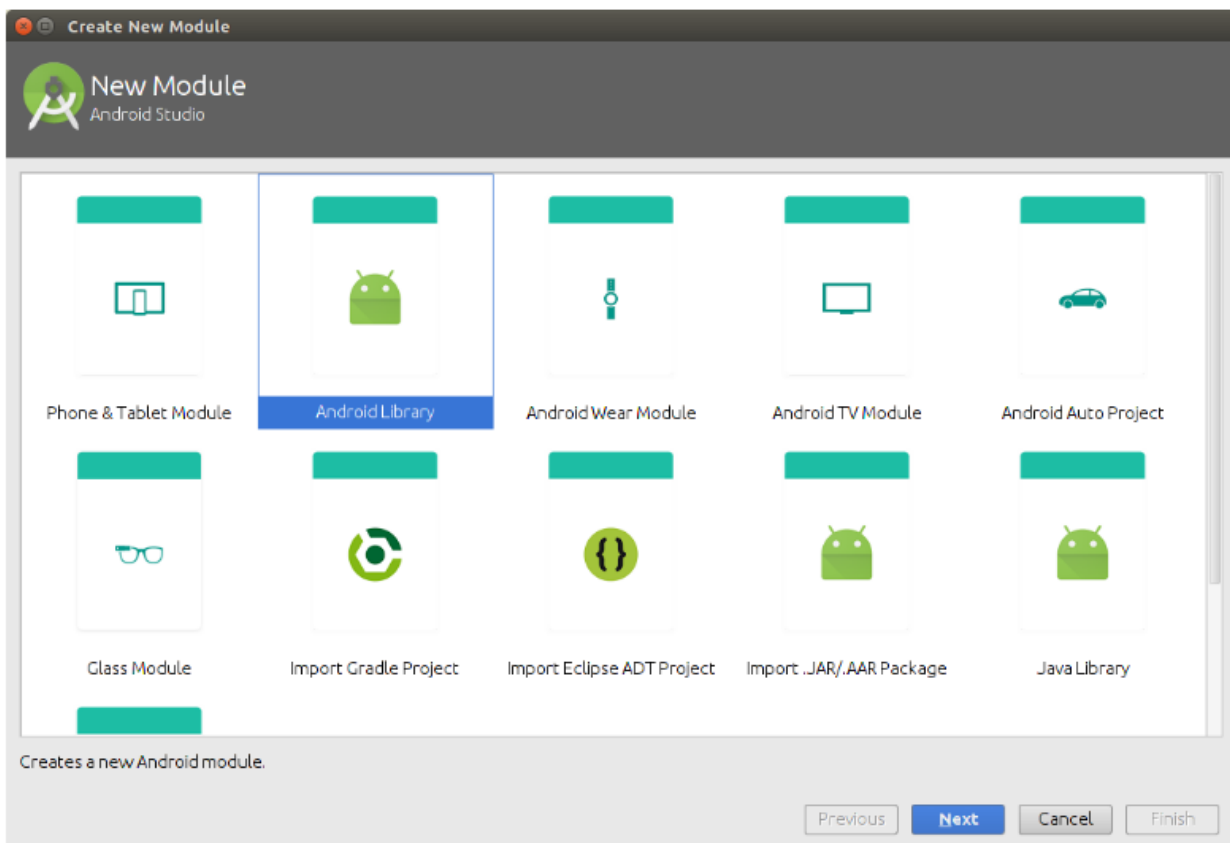 Create New Module
New Module
Android Studio
Phone & Tablet Module
Android Library
Android Wear Module
Android TV Module
Android Auto Project
{}
Glass Module
Import Gradle Project
Import Eclipse ADT Project
Import .JAR/.AAR Package
Java Library
Creates a new Android module.
Previous
Next
Cancel
Finish